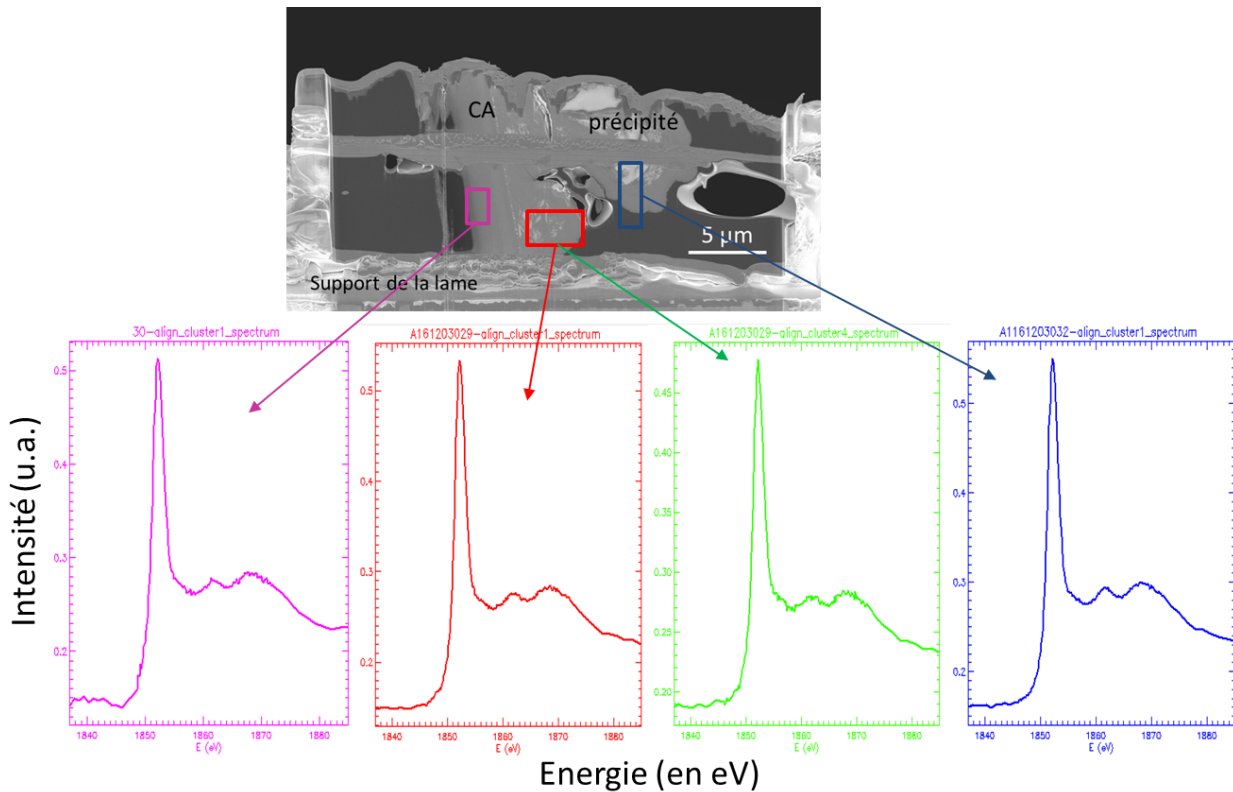 CA
précipité
5 µm
Support de la lame
30-align_cluster1_spectrum
A161203029-align_cluster1_spectrum
A161203029-align_cluster4_spectrum
A1161203032-align_cluster1_spectrum
Intensité (u.a.)
0.5
0.4
0.3
0.2
1840 1850 1860 1870 1880
E (eV)
0.5
0.4
0.3
0.2
1840 1850 1860 1870 1880
E (eV)
0.45
0.40
0.35
0.30
0.25
0.20
1840 1850 1860 1870 1880
E (eV)
0.5
0.4
0.3
0.2
1840 1850 1860 1870 1880
E (eV)
Energie (en eV)